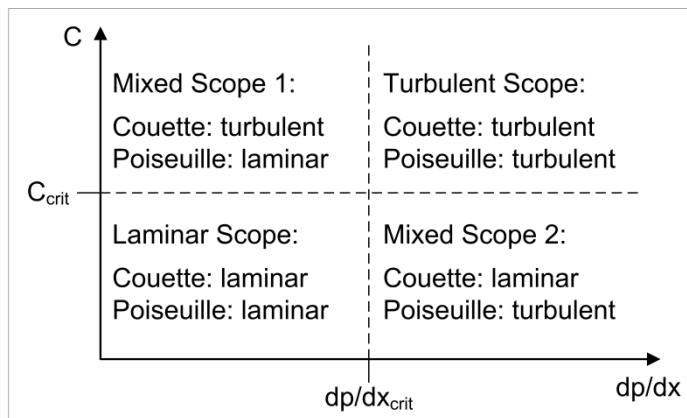 C
Mixed Scope 1:
Couette: turbulent
Poiseuille: laminar
Turbulent Scope:
Couette: turbulent
Poiseuille: turbulent
C_crit
Laminar Scope:
Couette: laminar
Poiseuille: laminar
Mixed Scope 2:
Couette: laminar
Poiseuille: turbulent
dp/dx_crit
dp/dx